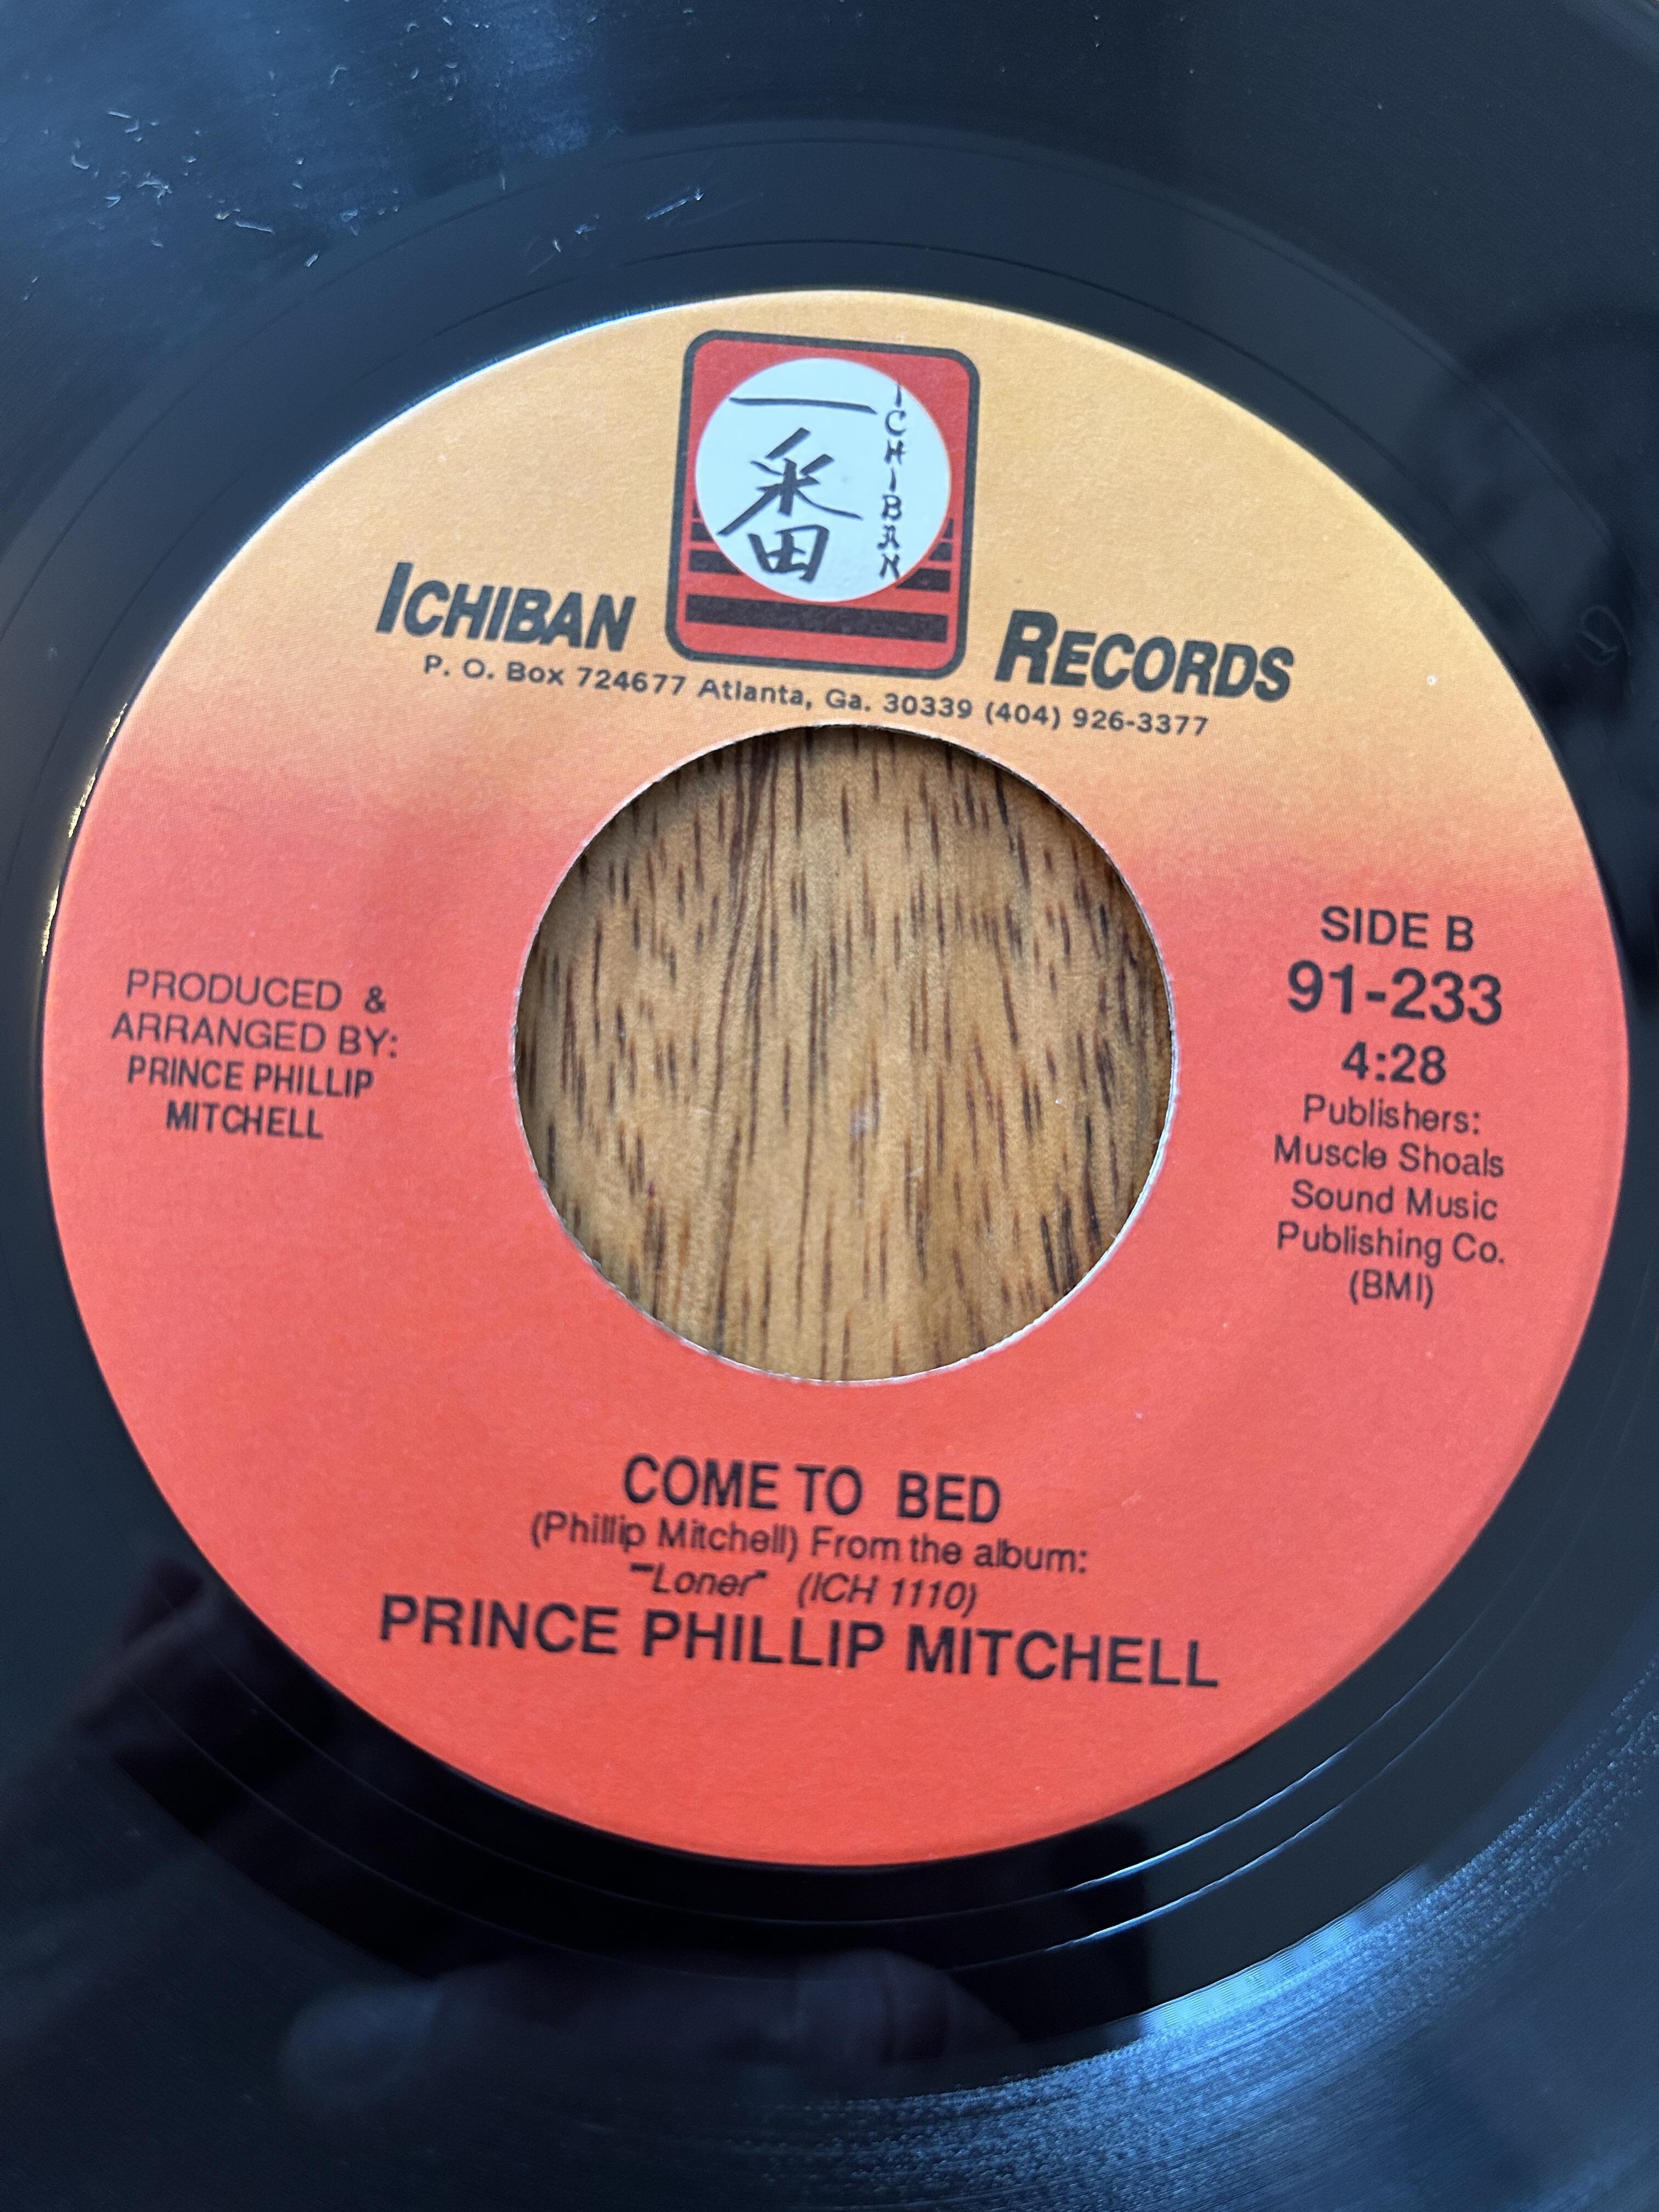 一番
ICHIBAN
ICHIBAN RECORDS
P. O. Box 724677 Atlanta, Ga. 30339 (404) 926-3377
PRODUCED &
ARRANGED BY:
PRINCE PHILLIP
MITCHELL
SIDE B
91-233
4:28
Publishers:
Muscle Shoals
Sound Music
Publishing Co.
(BMI)
COME TO BED
(Phillip Mitchell) From the album:
"Loner" (ICH 1110)
PRINCE PHILLIP MITCHELL